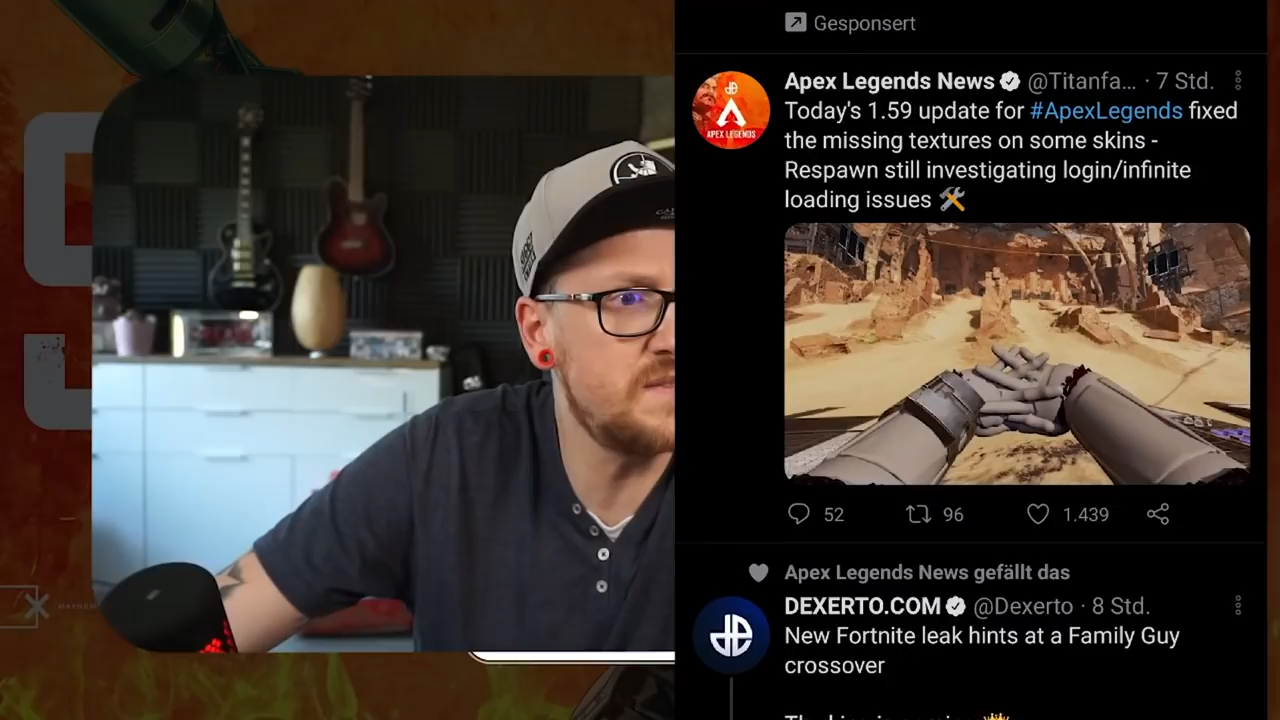 Gesponsert
Apex Legends News @Titanfa... · 7 Std.
Today's 1.59 update for #ApexLegends fixed
the missing textures on some skins -
Respawn still investigating login/infinite
loading issues 🛠️
APEX LEGENDS
52 96 1.439
Apex Legends News gefällt das
DEXERTO.COM @Dexerto · 8 Std.
New Fortnite leak hints at a Family Guy
crossover